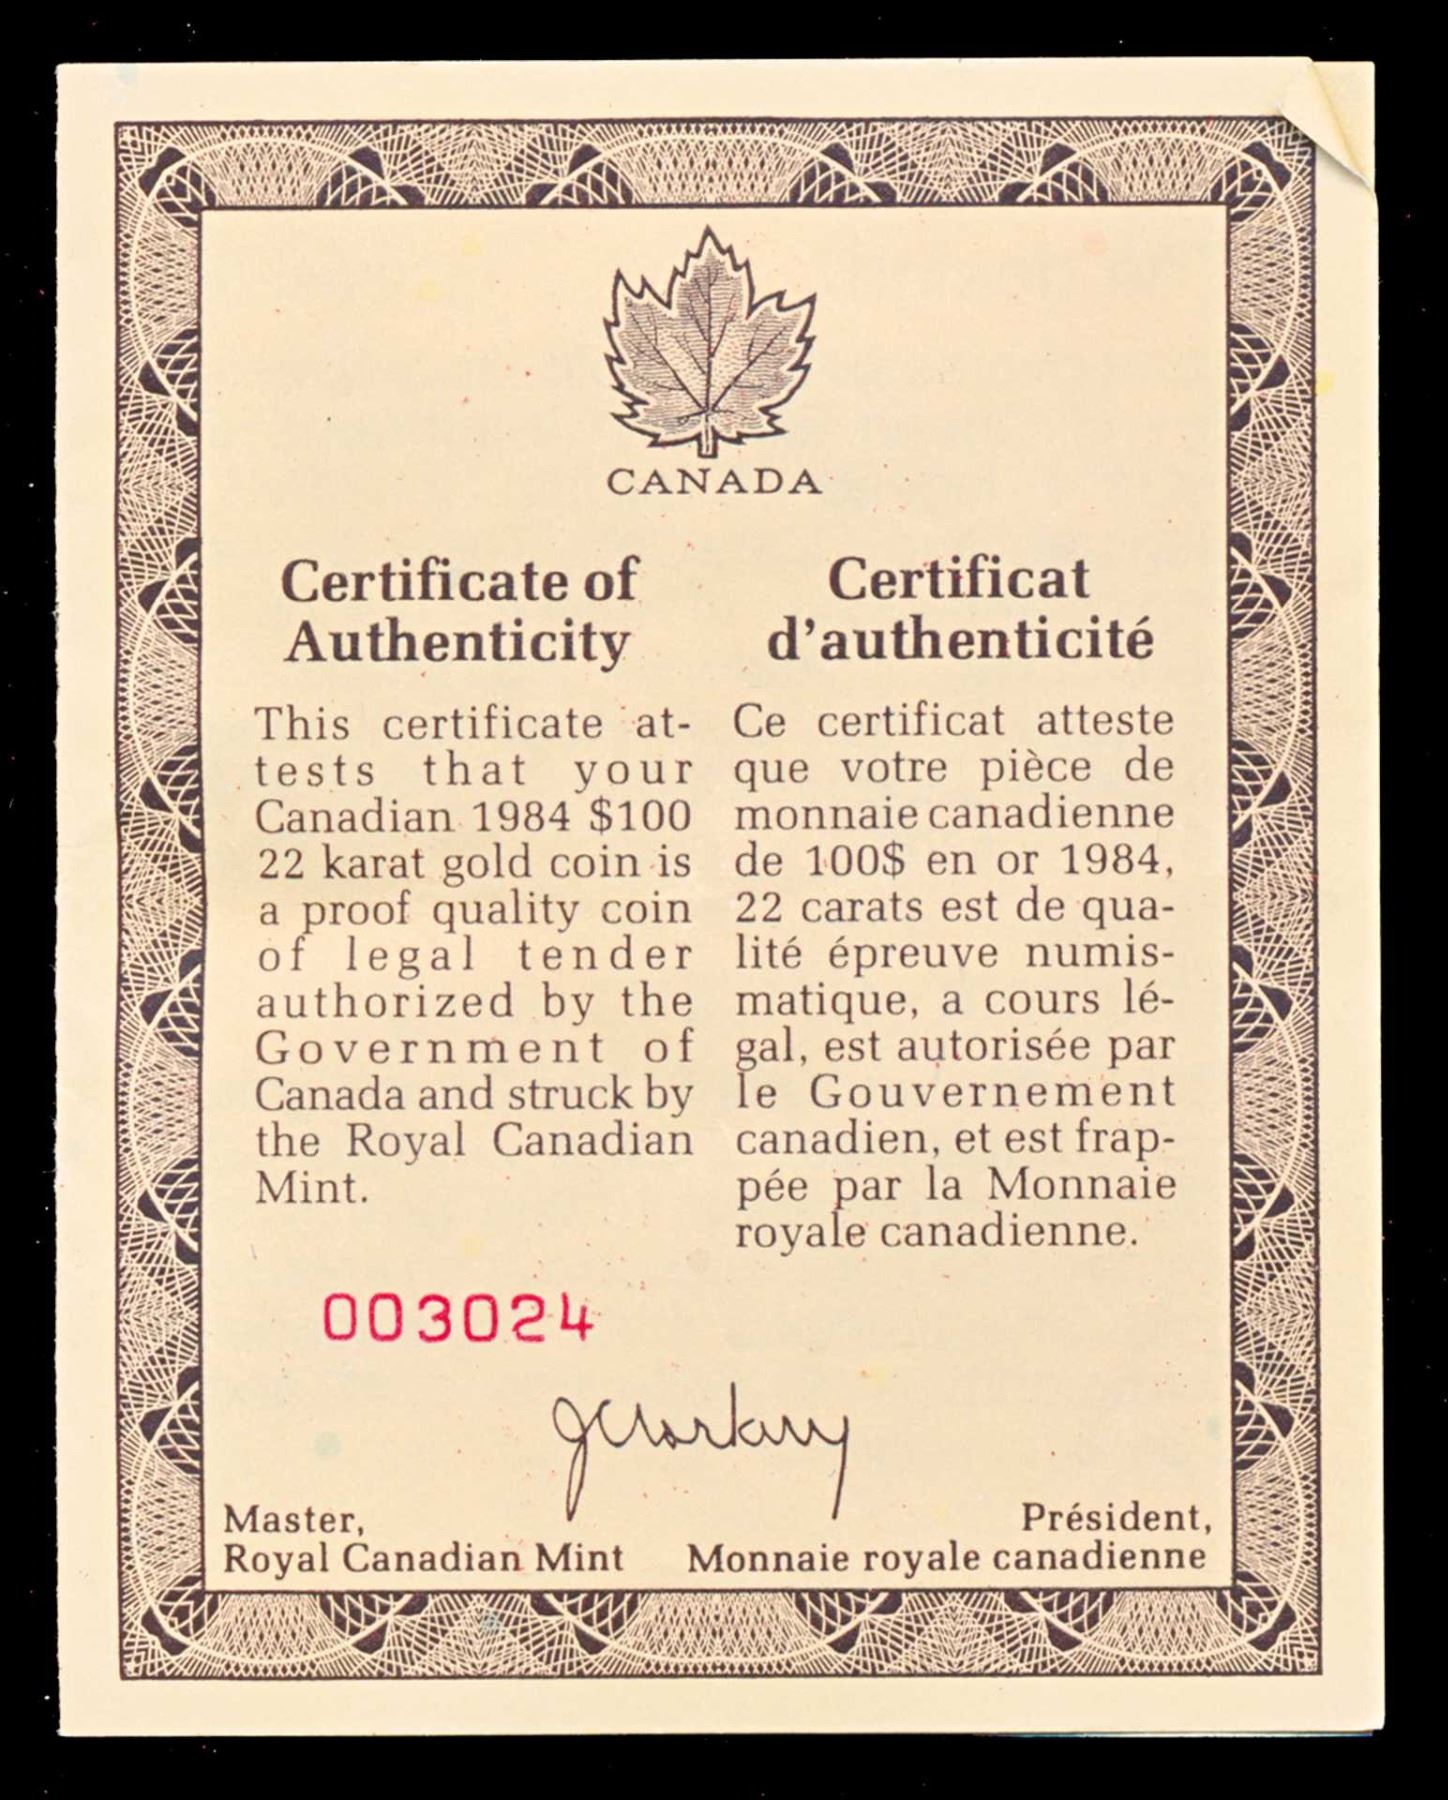 CANADA
Certificate of
Authenticity
This certificate at-
tests that your
Canadian 1984 $100
22 karat gold coin is
a proof quality coin
of legal tender
authorized by the
Government of
Canada and struck by
the Royal Canadian
Mint.
Certificat
d'authenticité
Ce certificat atteste
que votre pièce de
monnaie canadienne
de 100$ en or 1984,
22 carats est de qua-
lité épreuve numis-
matique, a cours lé-
gal, est autorisée par
le Gouvernement
canadien, et est frap-
pée par la Monnaie
royale canadienne.
003024
Master,
Royal Canadian Mint
Président,
Monnaie royale canadienne